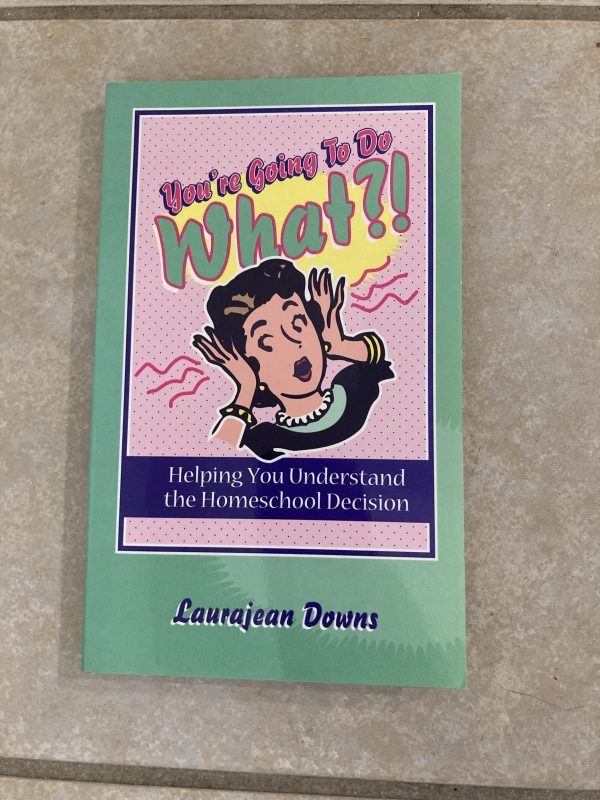 You're Going To Do
What?!
Helping You Understand
the Homeschool Decision
Laurajean Downs